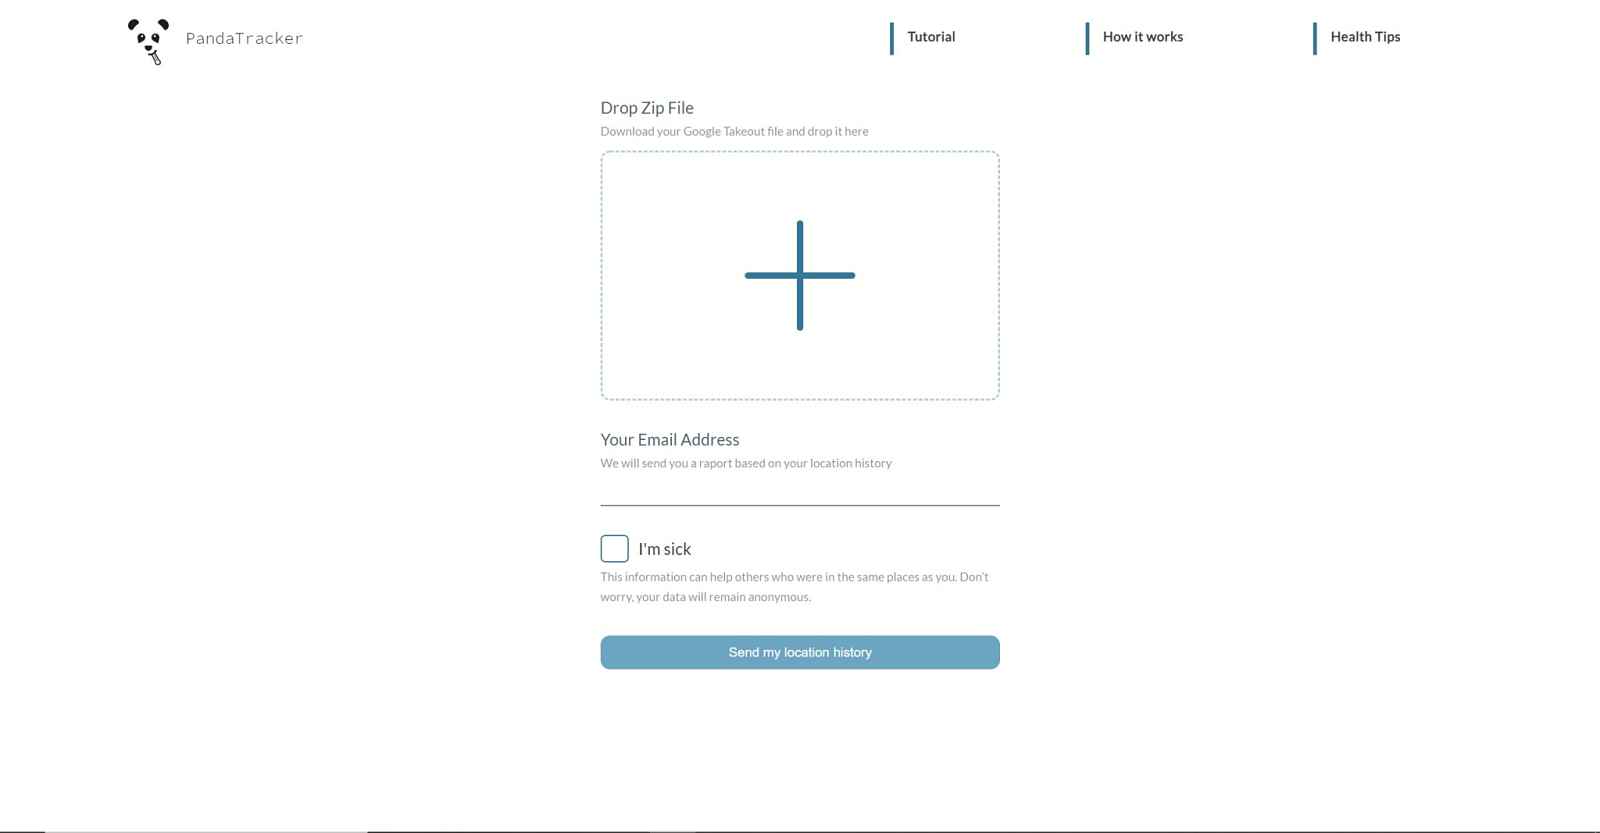 PandaTracker
Tutorial
How it works
Health Tips
Drop Zip File
Download your Google Takeout file and drop it here
Your Email Address
We will send you a raport based on your location history
I'm sick
This information can help others who were in the same places as you. Don't
worry, your data will remain anonymous.
Send my location history